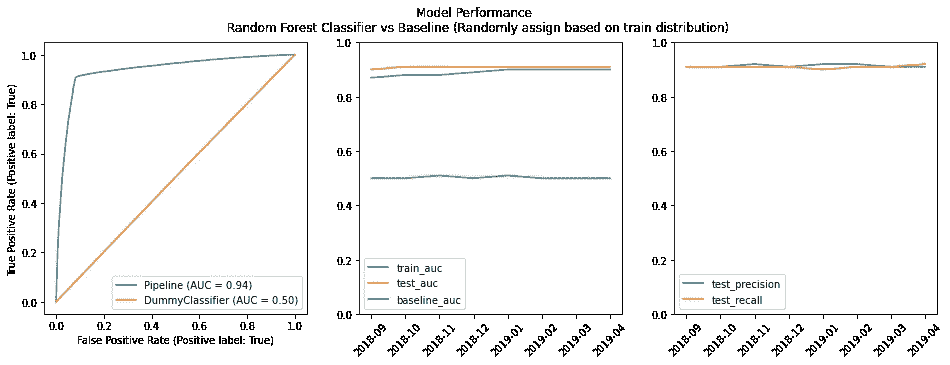 Model Performance
Random Forest Classifier vs Baseline (Randomly assign based on train distribution)
True Positive Rate (Positive label: True)
1.0
0.8
0.6
0.4
0.2
0.0
Pipeline (AUC = 0.94)
DummyClassifier (AUC = 0.50)
0.0 0.2 0.4 0.6 0.8 1.0
False Positive Rate (Positive label: True)
1.0
0.8
0.6
0.4
0.2
0.0
train_auc
test_auc
baseline_auc
2018-09 2018-10 2018-11 2018-12 2019-01 2019-02 2019-03 2019-04
1.0
0.8
0.6
0.4
0.2
0.0
test_precision
test_recall
2018-09 2018-10 2018-11 2018-12 2019-01 2019-02 2019-03 2019-04